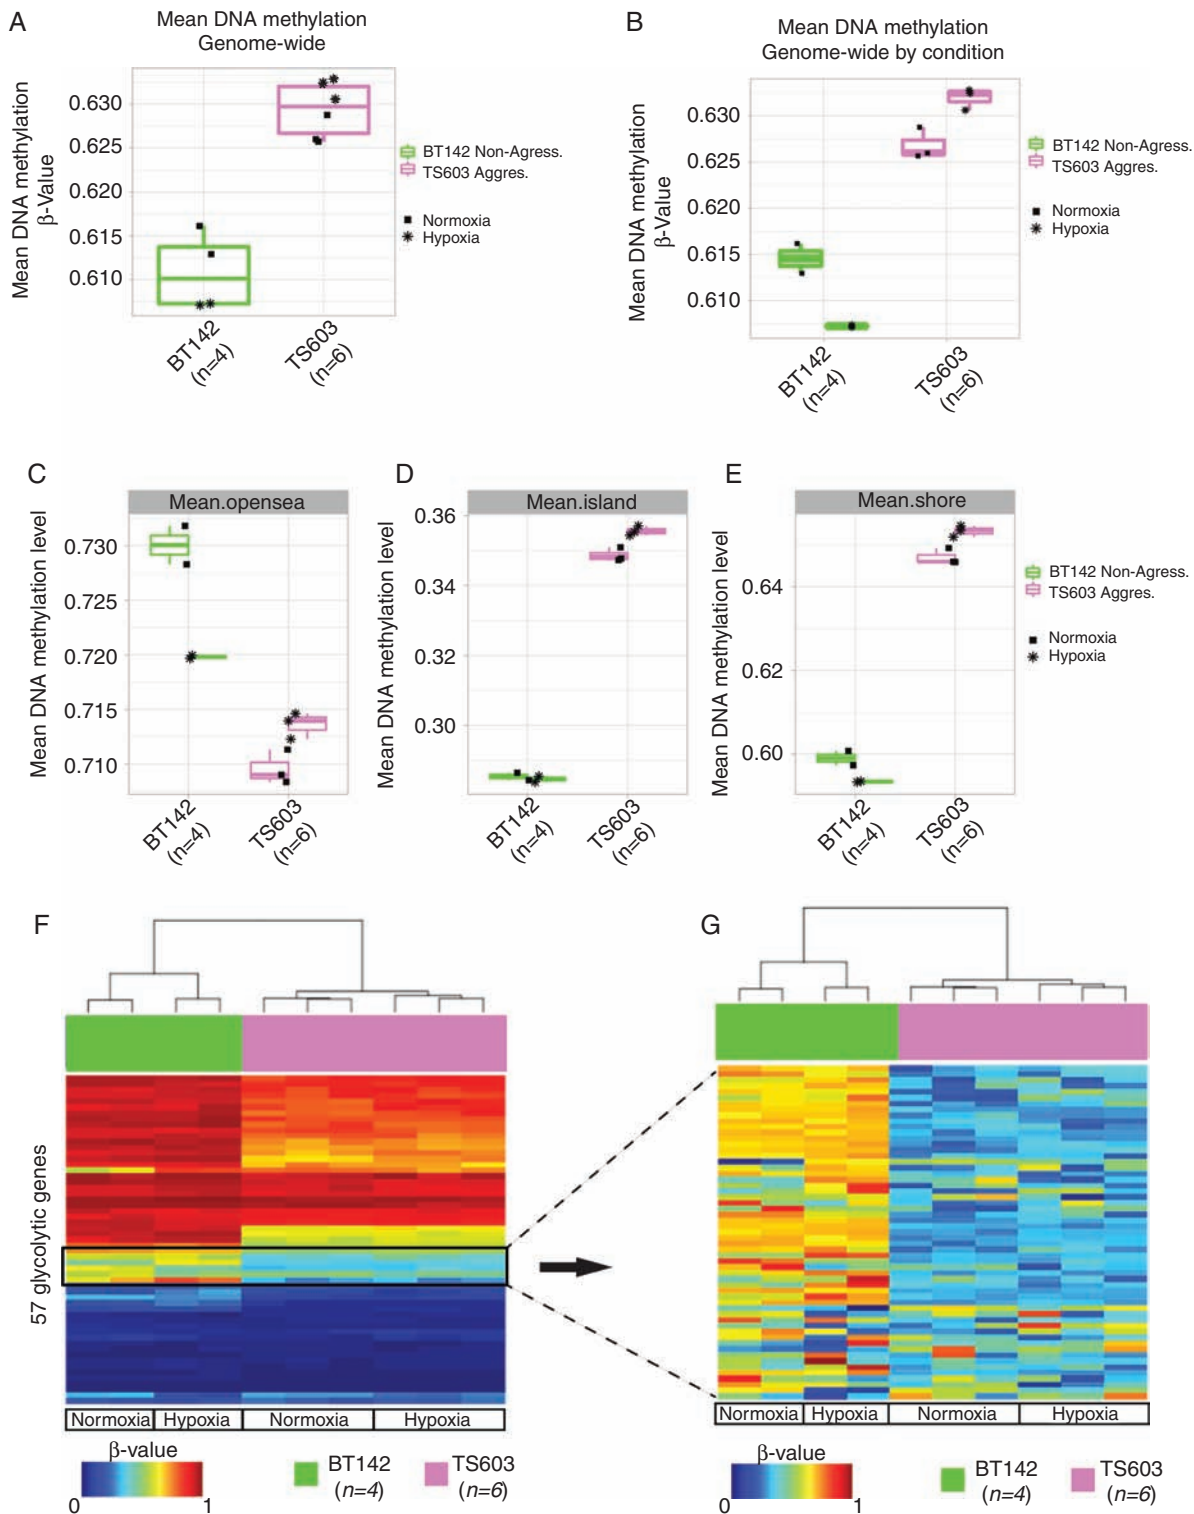 A
Mean DNA methylation
Genome-wide
Mean DNA methylation
β-Value
0.630
0.625
0.620
0.615
0.610
BT142
(n=4)
TS603
(n=6)
BT142 Non-Agress.
TS603 Aggres.
Normoxia
Hypoxia
B
Mean DNA methylation
Genome-wide by condition
Mean DNA methylation
β-Value
0.630
0.625
0.620
0.615
0.610
BT142
(n=4)
TS603
(n=6)
BT142 Non-Agress.
TS603 Aggres.
Normoxia
Hypoxia
C
Mean.opensea
Mean DNA methylation level
0.730
0.725
0.720
0.715
0.710
BT142
(n=4)
TS603
(n=6)
D
Mean.island
Mean DNA methylation level
0.36
0.34
0.32
0.30
BT142
(n=4)
TS603
(n=6)
E
Mean.shore
Mean DNA methylation level
0.64
0.62
0.60
BT142
(n=4)
TS603
(n=6)
BT142 Non-Agress.
TS603 Aggres.
Normoxia
Hypoxia
F
57 glycolytic genes
Normoxia
Hypoxia
Normoxia
Hypoxia
β-value
0
1
BT142
(n=4)
TS603
(n=6)
G
Normoxia
Hypoxia
Normoxia
Hypoxia
β-value
0
1
BT142
(n=4)
TS603
(n=6)